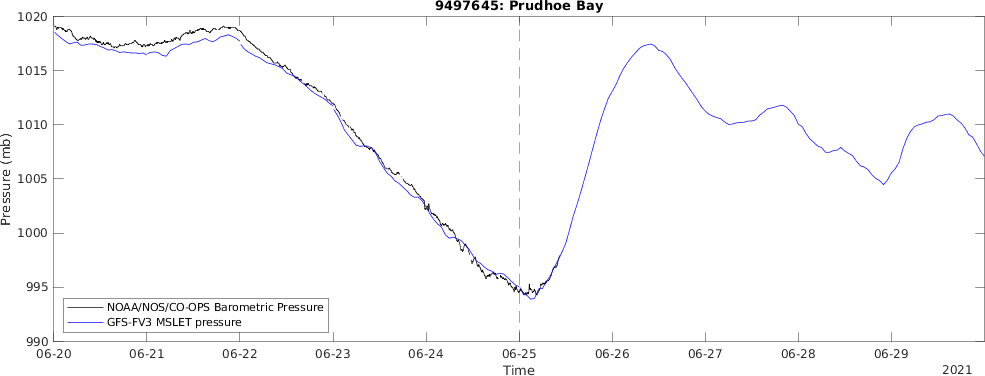 9497645: Prudhoe Bay
1020
1015
1010
1005
1000
995
990
Pressure (mb)
NOAA/NOS/CO-OPS Barometric Pressure
GFS-FV3 MSLET pressure
06-20 06-21 06-22 06-23 06-24 06-25 06-26 06-27 06-28 06-29
Time
2021